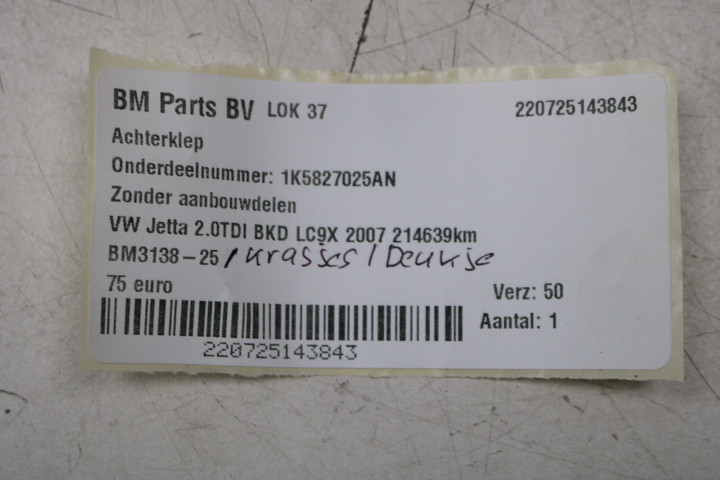 BM Parts BV LOK 37 220725143843
Achterklep
Onderdeelnummer: 1K5827025AN
Zonder aanbouwdelen
VW Jetta 2.0TDI BKD LC9X 2007 214639km
BM3138-25 / krasjes / Deukje
75 euro Verz: 50
Aantal: 1
220725143843